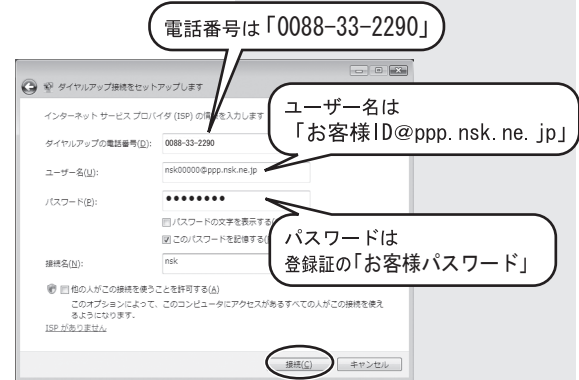 電話番号は「0088-33-2290」
ダイヤルアップ接続をセットアップします
インターネット サービス プロバイダ (ISP) の情報を入力します
ユーザー名は
「お客様ID@ppp.nsk.ne.jp」
ダイヤルアップの電話番号(D): 0088-33-2290
ユーザー名(U): nsk00000@ppp.nsk.ne.jp
パスワード(P): ●●●●●●●●
パスワードの文字を表示する
このパスワードを記憶する
パスワードは
登録証の「お客様パスワード」
接続名(N): nsk
他の人がこの接続を使うことを許可する(A)
このオプションによって、このコンピュータにアクセスがあるすべての人がこの接続を使え
るようになります。
ISP がありません
接続(C) キャンセル